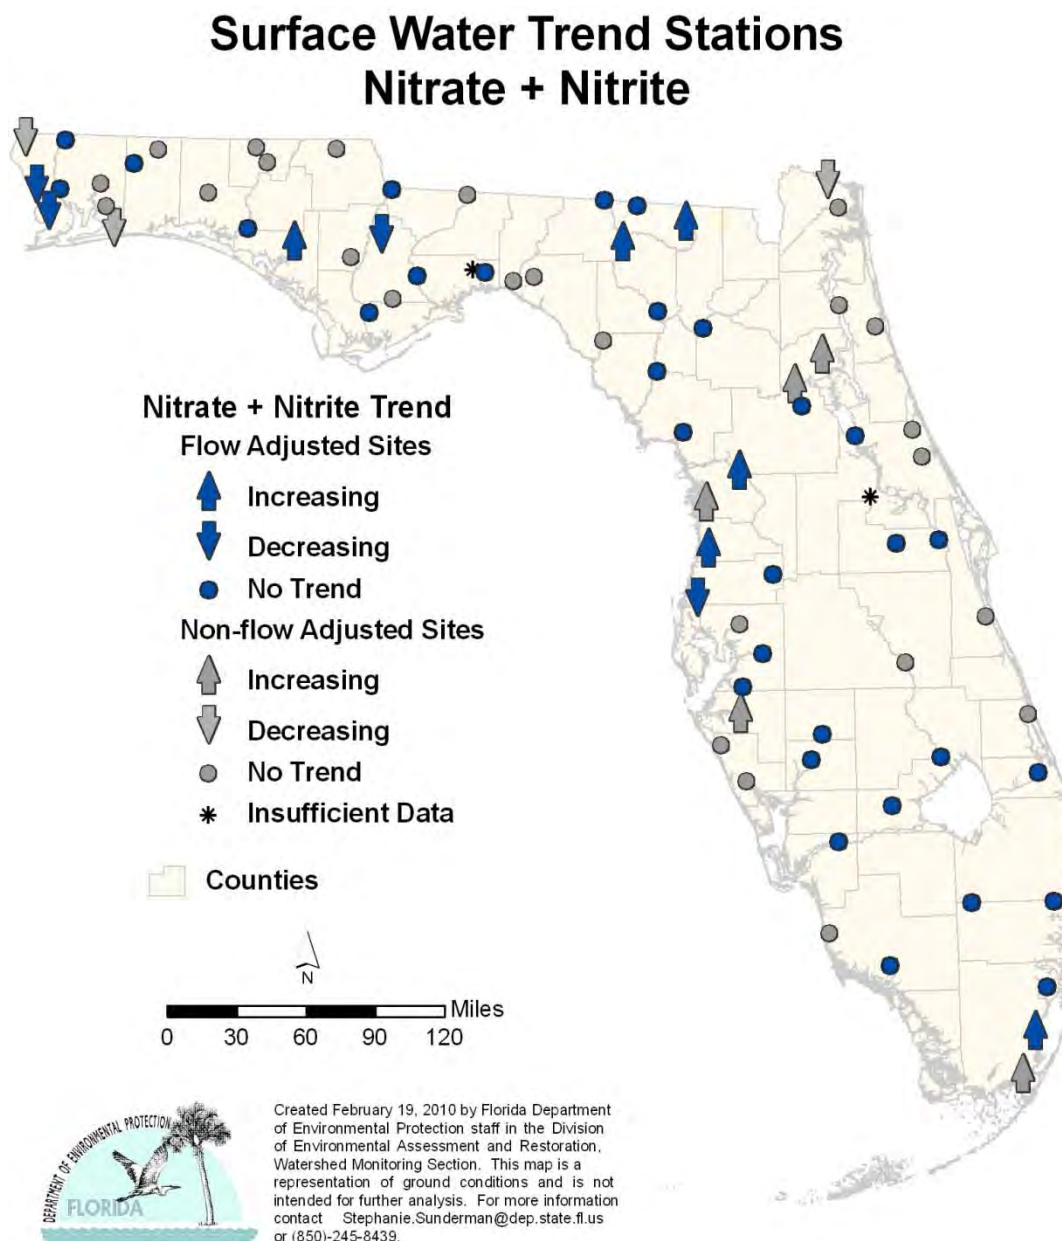 Surface Water Trend Stations
Nitrate + Nitrite
Nitrate + Nitrite Trend
Flow Adjusted Sites
Increasing
Decreasing
No Trend
Non-flow Adjusted Sites
Increasing
Decreasing
No Trend
Insufficient Data
Counties
N
Miles
0 30 60 90 120
DEPARTMENT OF ENVIRONMENTAL PROTECTION
FLORIDA
Created February 19, 2010 by Florida Department
of Environmental Protection staff in the Division
of Environmental Assessment and Restoration,
Watershed Monitoring Section. This map is a
representation of ground conditions and is not
intended for further analysis. For more information
contact Stephanie.Sunderman@dep.state.fl.us
or (850)-245-8439.